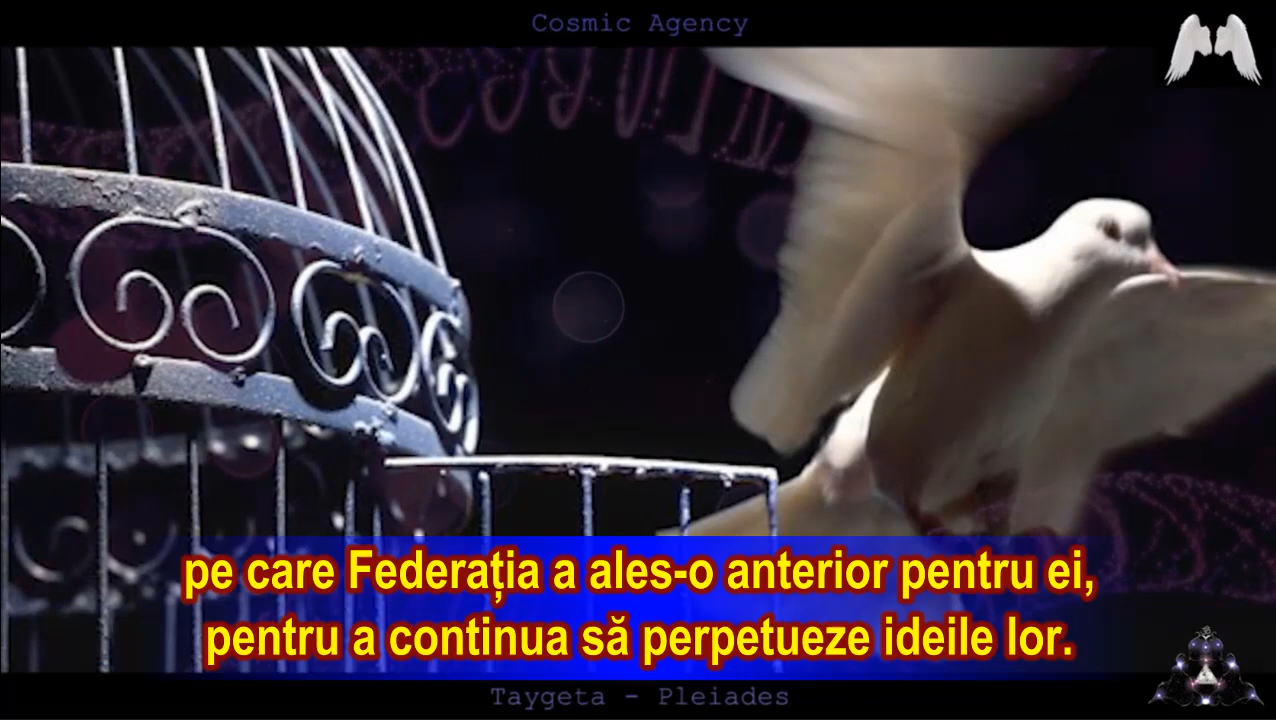 Cosmic Agency
pe care Federația a ales-o anterior pentru ei,
pentru a continua să perpetueze ideile lor.
Taygeta - Pleiades